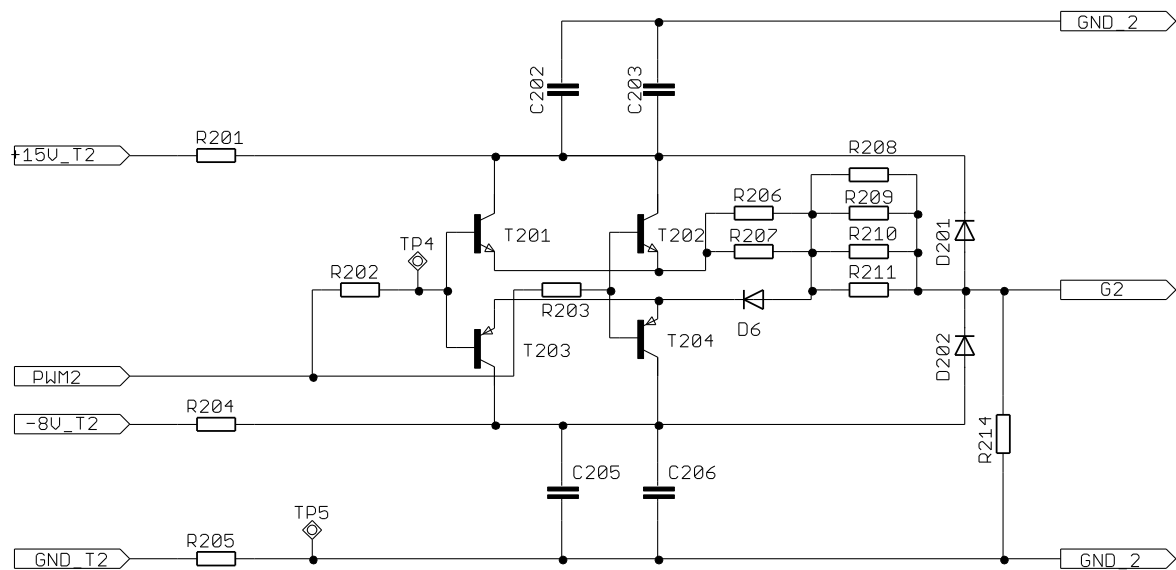 GND_2
C202
C203
R201
+15V_T2
R208
R206
R209
T201
T202
R207
R210
D201
TP4
R202
R211
G2
R203
D6
T203
T204
D202
PWM2
R204
-8V_T2
R214
C205
C206
TP5
R205
GND_T2
GND_2